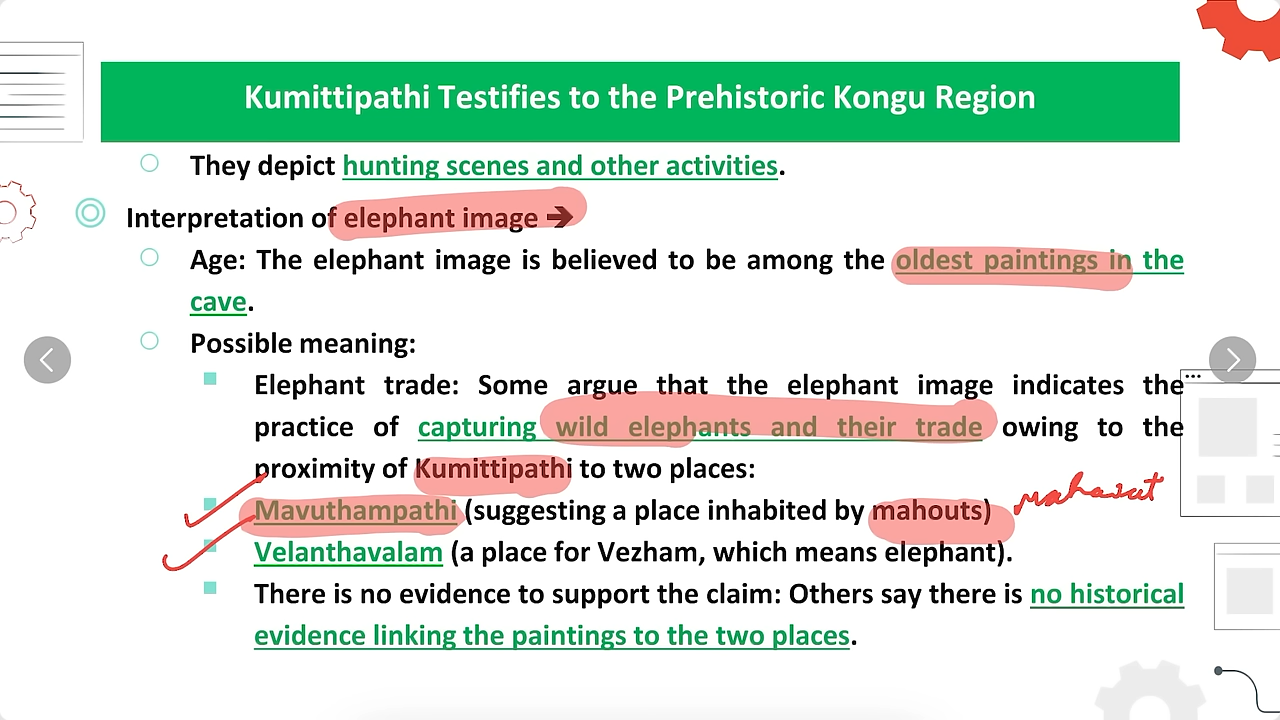 Kumittipathi Testifies to the Prehistoric Kongu Region
They depict hunting scenes and other activities.
Interpretation of elephant image ➔
Age: The elephant image is believed to be among the oldest paintings in the
cave.
Possible meaning:
Elephant trade: Some argue that the elephant image indicates the
practice of capturing wild elephants and their trade owing to the
proximity of Kumittipathi to two places:
Mavuthampathi (suggesting a place inhabited by mahouts)
Velanthavalam (a place for Vezham, which means elephant).
There is no evidence to support the claim: Others say there is no historical
evidence linking the paintings to the two places.